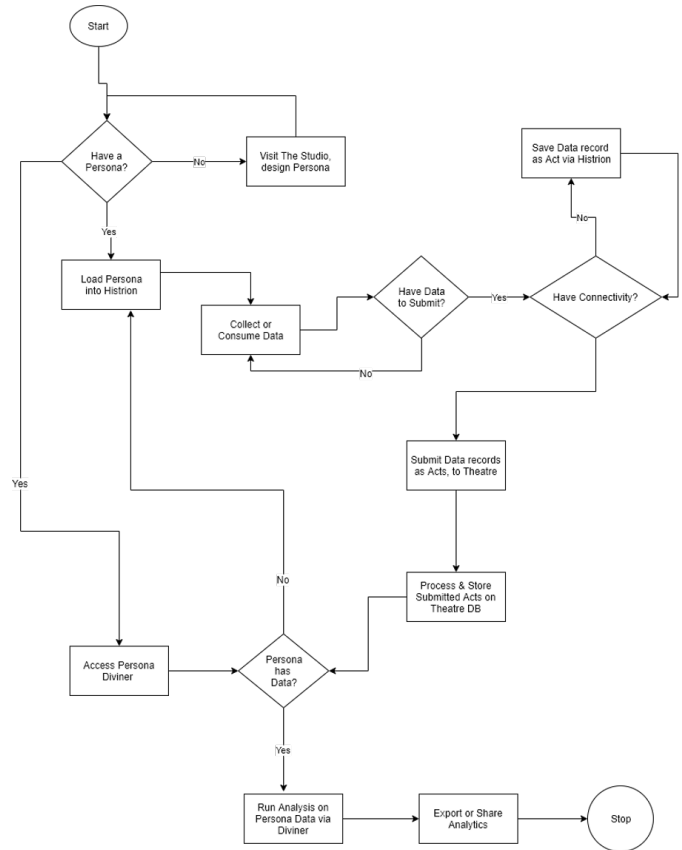 Start
Have a
Persona?
No
Visit The Studio,
design Persona
Save Data record
as Act via Histrion
No
Yes
Load Persona
into Histrion
Have Data
to Submit?
Yes
Have Connectivity?
Collect or
Consume Data
No
Submit Data records
as Acts, to Theatre
Yes
No
Process & Store
Submitted Acts on
Theatre DB
Access Persona
Diviner
Persona
has
Data?
Yes
Run Analysis on
Persona Data via
Diviner
Export or Share
Analytics
Stop